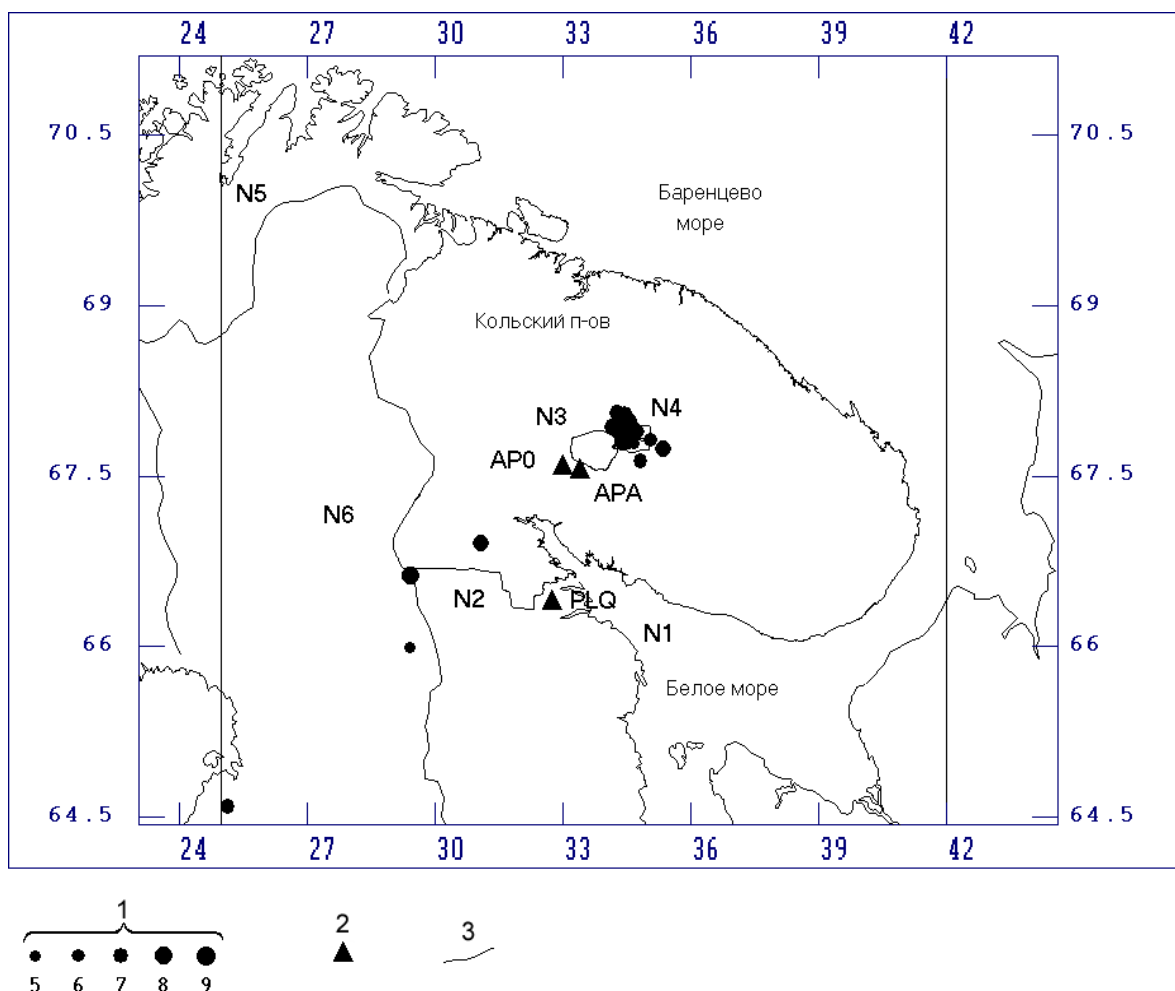 24 27 30 33 36 39 42
70.5 70.5
N5
Баренцево
море
69 69
Кольский п-ов
N3 N4
AP0
67.5 67.5
APA
N6
N2 PLQ
N1
66 66
Белое море
64.5 64.5
24 27 30 33 36 39 42
1 2 3
5 6 7 8 9